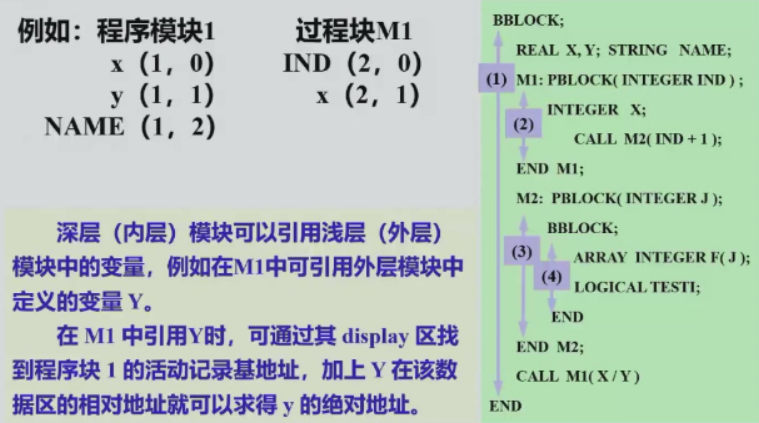 例如：程序模块1
x（1，0）
y（1，1）
NAME（1，2）
过程块M1
IND（2，0）
x（2，1）
深层（内层）模块可以引用浅层（外层）
模块中的变量，例如在M1中可引用外层模块中
定义的变量 Y。
在 M1 中引用Y时，可通过其 display 区找
到程序块 1 的活动记录基地址，加上 Y 在该数
据区的相对地址就可以求得 y 的绝对地址。
BBLOCK;
REAL X, Y; STRING NAME;
(1) M1: PBLOCK( INTEGER IND ) ;
INTEGER X;
(2)
CALL M2( IND + 1 );
END M1;
M2: PBLOCK( INTEGER J );
BBLOCK;
(3)
ARRAY INTEGER F( J );
(4)
LOGICAL TESTI;
END
END M2;
CALL M1( X / Y )
END